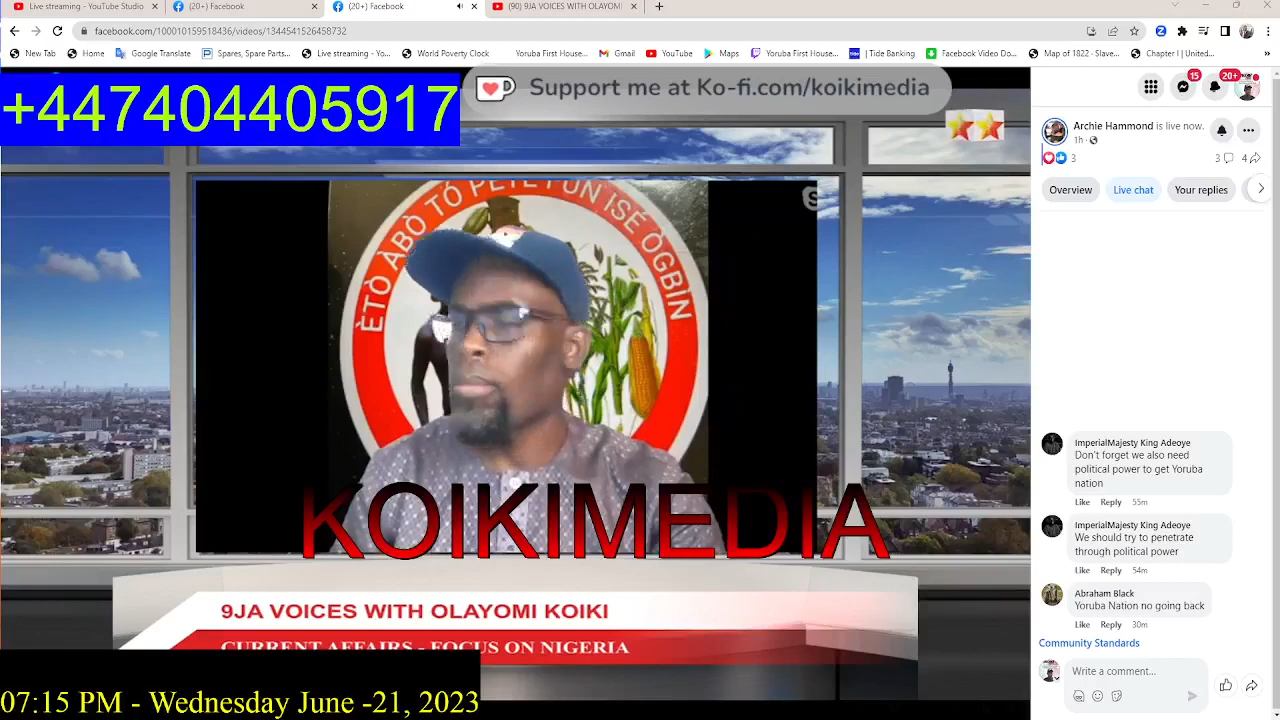 Live streaming - YouTube Studio
(20+) Facebook
(20+) Facebook
(90) 9JA VOICES WITH OLAYOMI
facebook.com/100010159518436/videos/1344541526458732
New Tab
Home
Google Translate
Spares, Spare Parts...
Live streaming - Yo...
World Poverty Clock
Yoruba First House...
Gmail
YouTube
Maps
Yoruba First House...
Tide Banking
Facebook Video Do...
Map of 1822 - Slave...
Chapter I | United...
+447404405917
Support me at Ko-fi.com/koikimedia
15
20+
Archie Hammond is live now.
1h
3
3
4
Overview
Live chat
Your replies
ÈTÒ ÀBÒ TÓ PÉTÉ FÚN ISÉ ÒGBÌN
S
KOIKIMEDIA
9JA VOICES WITH OLAYOMI KOIKI
CURRENT AFFAIRS - FOCUS ON NIGERIA
07:15 PM - Wednesday June -21, 2023
ImperialMajesty King Adeoye
Don't forget we also need
political power to get Yoruba
nation
Like Reply 55m
ImperialMajesty King Adeoye
We should try to penetrate
through political power
Like Reply 54m
Abraham Black
Yoruba Nation no going back
Like Reply 30m
Community Standards
Write a comment...